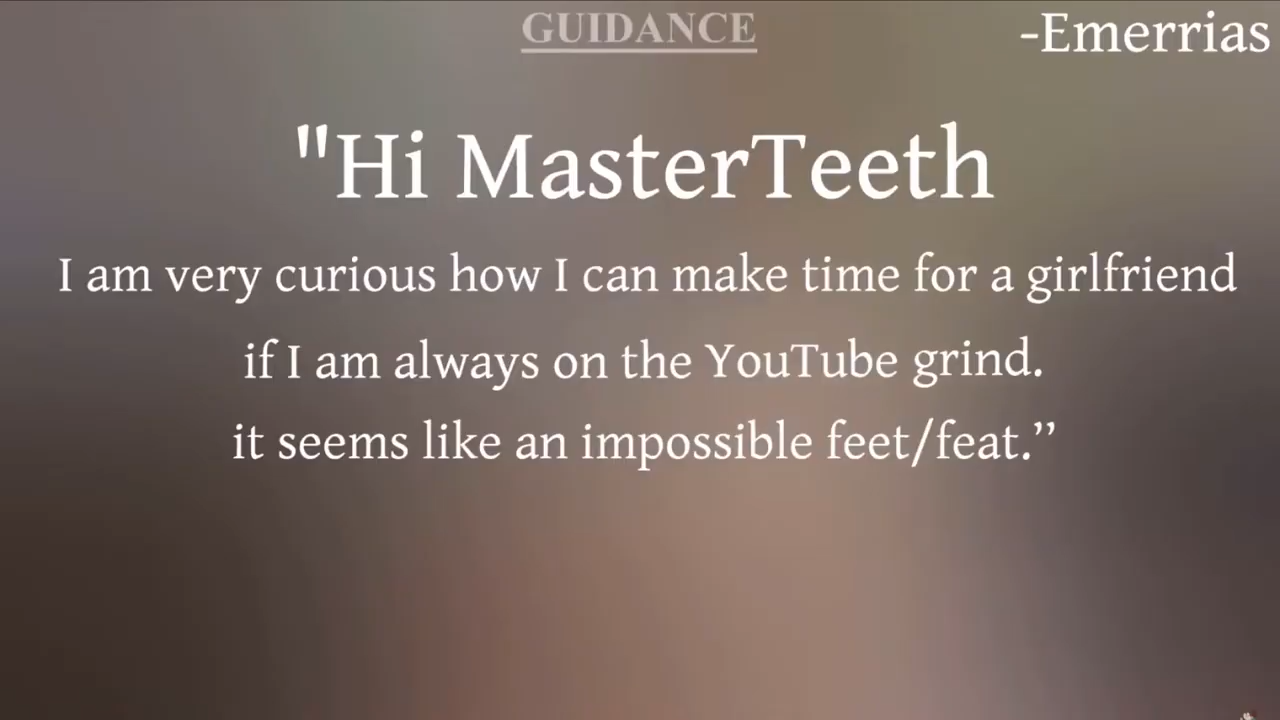 GUIDANCE
-Emerrias
"Hi MasterTeeth
I am very curious how I can make time for a girlfriend
if I am always on the YouTube grind.
it seems like an impossible feet/feat.”